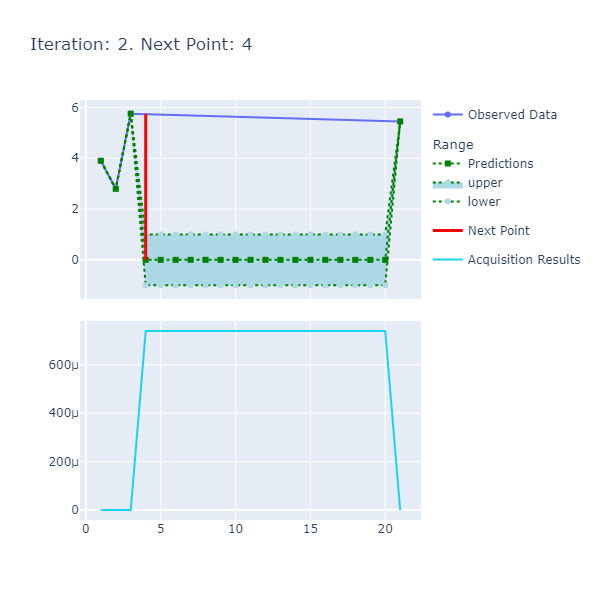 Iteration: 2. Next Point: 4
6
4
2
0
Observed Data
Range
Predictions
upper
lower
Next Point
Acquisition Results
600μ
400μ
200μ
0
0 5 10 15 20